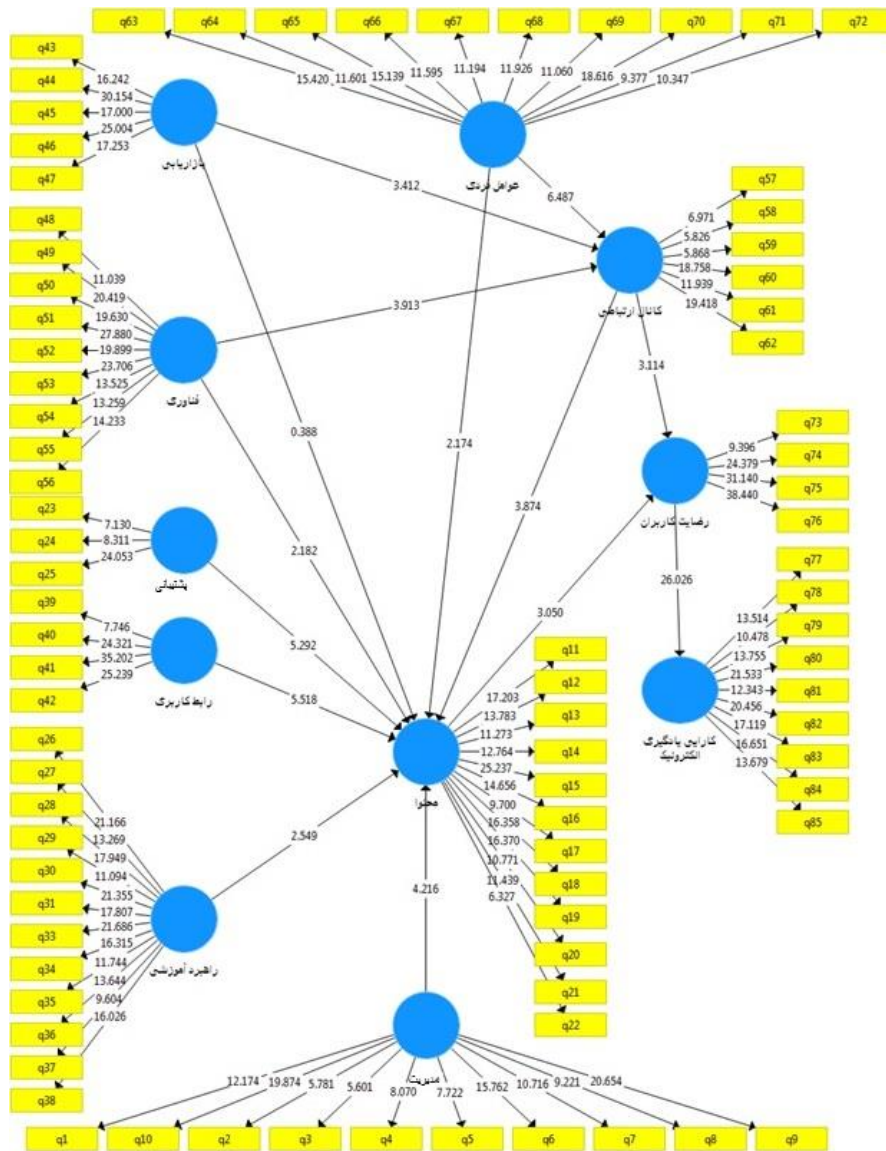 q63
q64
q65
q66
q67
q68
q69
q70
q71
q72
15.420
11.601
15.139
11.595
11.194
11.926
11.060
18.616
9.377
10.347
عوامل فردی
q43
q44
q45
q46
q47
16.242
30.154
17.000
25.004
17.253
بازاریابی
3.412
6.487
q57
q58
q59
q60
q61
q62
6.971
5.826
5.868
18.758
11.939
19.418
کانال ارتباطی
q48
q49
q50
q51
q52
q53
q54
q55
q56
11.039
20.419
19.630
27.880
19.899
23.706
13.525
13.259
14.233
فناوری
3.913
3.114
0.388
2.174
3.874
2.182
q73
q74
q75
q76
9.396
24.379
31.140
38.440
رضایت کاربران
q23
q24
q25
7.130
8.311
24.053
پشتیبانی
5.292
3.050
26.026
q39
q40
q41
q42
7.746
24.321
35.202
25.239
رابط کاربری
5.518
q77
q78
q79
q80
q81
q82
q83
q84
q85
13.514
10.478
13.755
21.533
12.343
20.456
17.119
16.651
13.679
کارایی یادگیری
الکترونیک
q11
q12
q13
q14
q15
q16
q17
q18
q19
q20
q21
q22
17.203
13.783
11.273
12.764
25.237
14.656
9.700
16.358
16.370
10.771
11.439
6.327
محتوا
q26
q27
q28
q29
q30
q31
q33
q34
q35
q36
q37
q38
21.166
13.269
17.949
11.094
21.355
17.807
21.686
16.315
11.744
13.644
9.604
16.026
راهبرد آموزشی
2.549
4.216
مدیریت
12.174
19.874
5.781
5.601
8.070
7.722
15.762
10.716
9.221
20.654
q1
q10
q2
q3
q4
q5
q6
q7
q8
q9